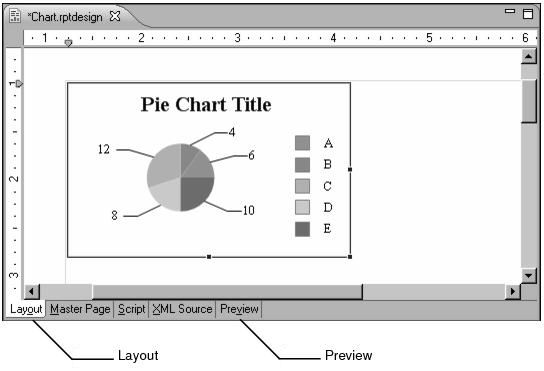 *Chart.rptdesign
1 2 3 4 5 6
1
Pie Chart Title
4
12
6
8
10
A
B
C
D
E
2
3
Layout Master Page Script XML Source Preview
Layout Preview